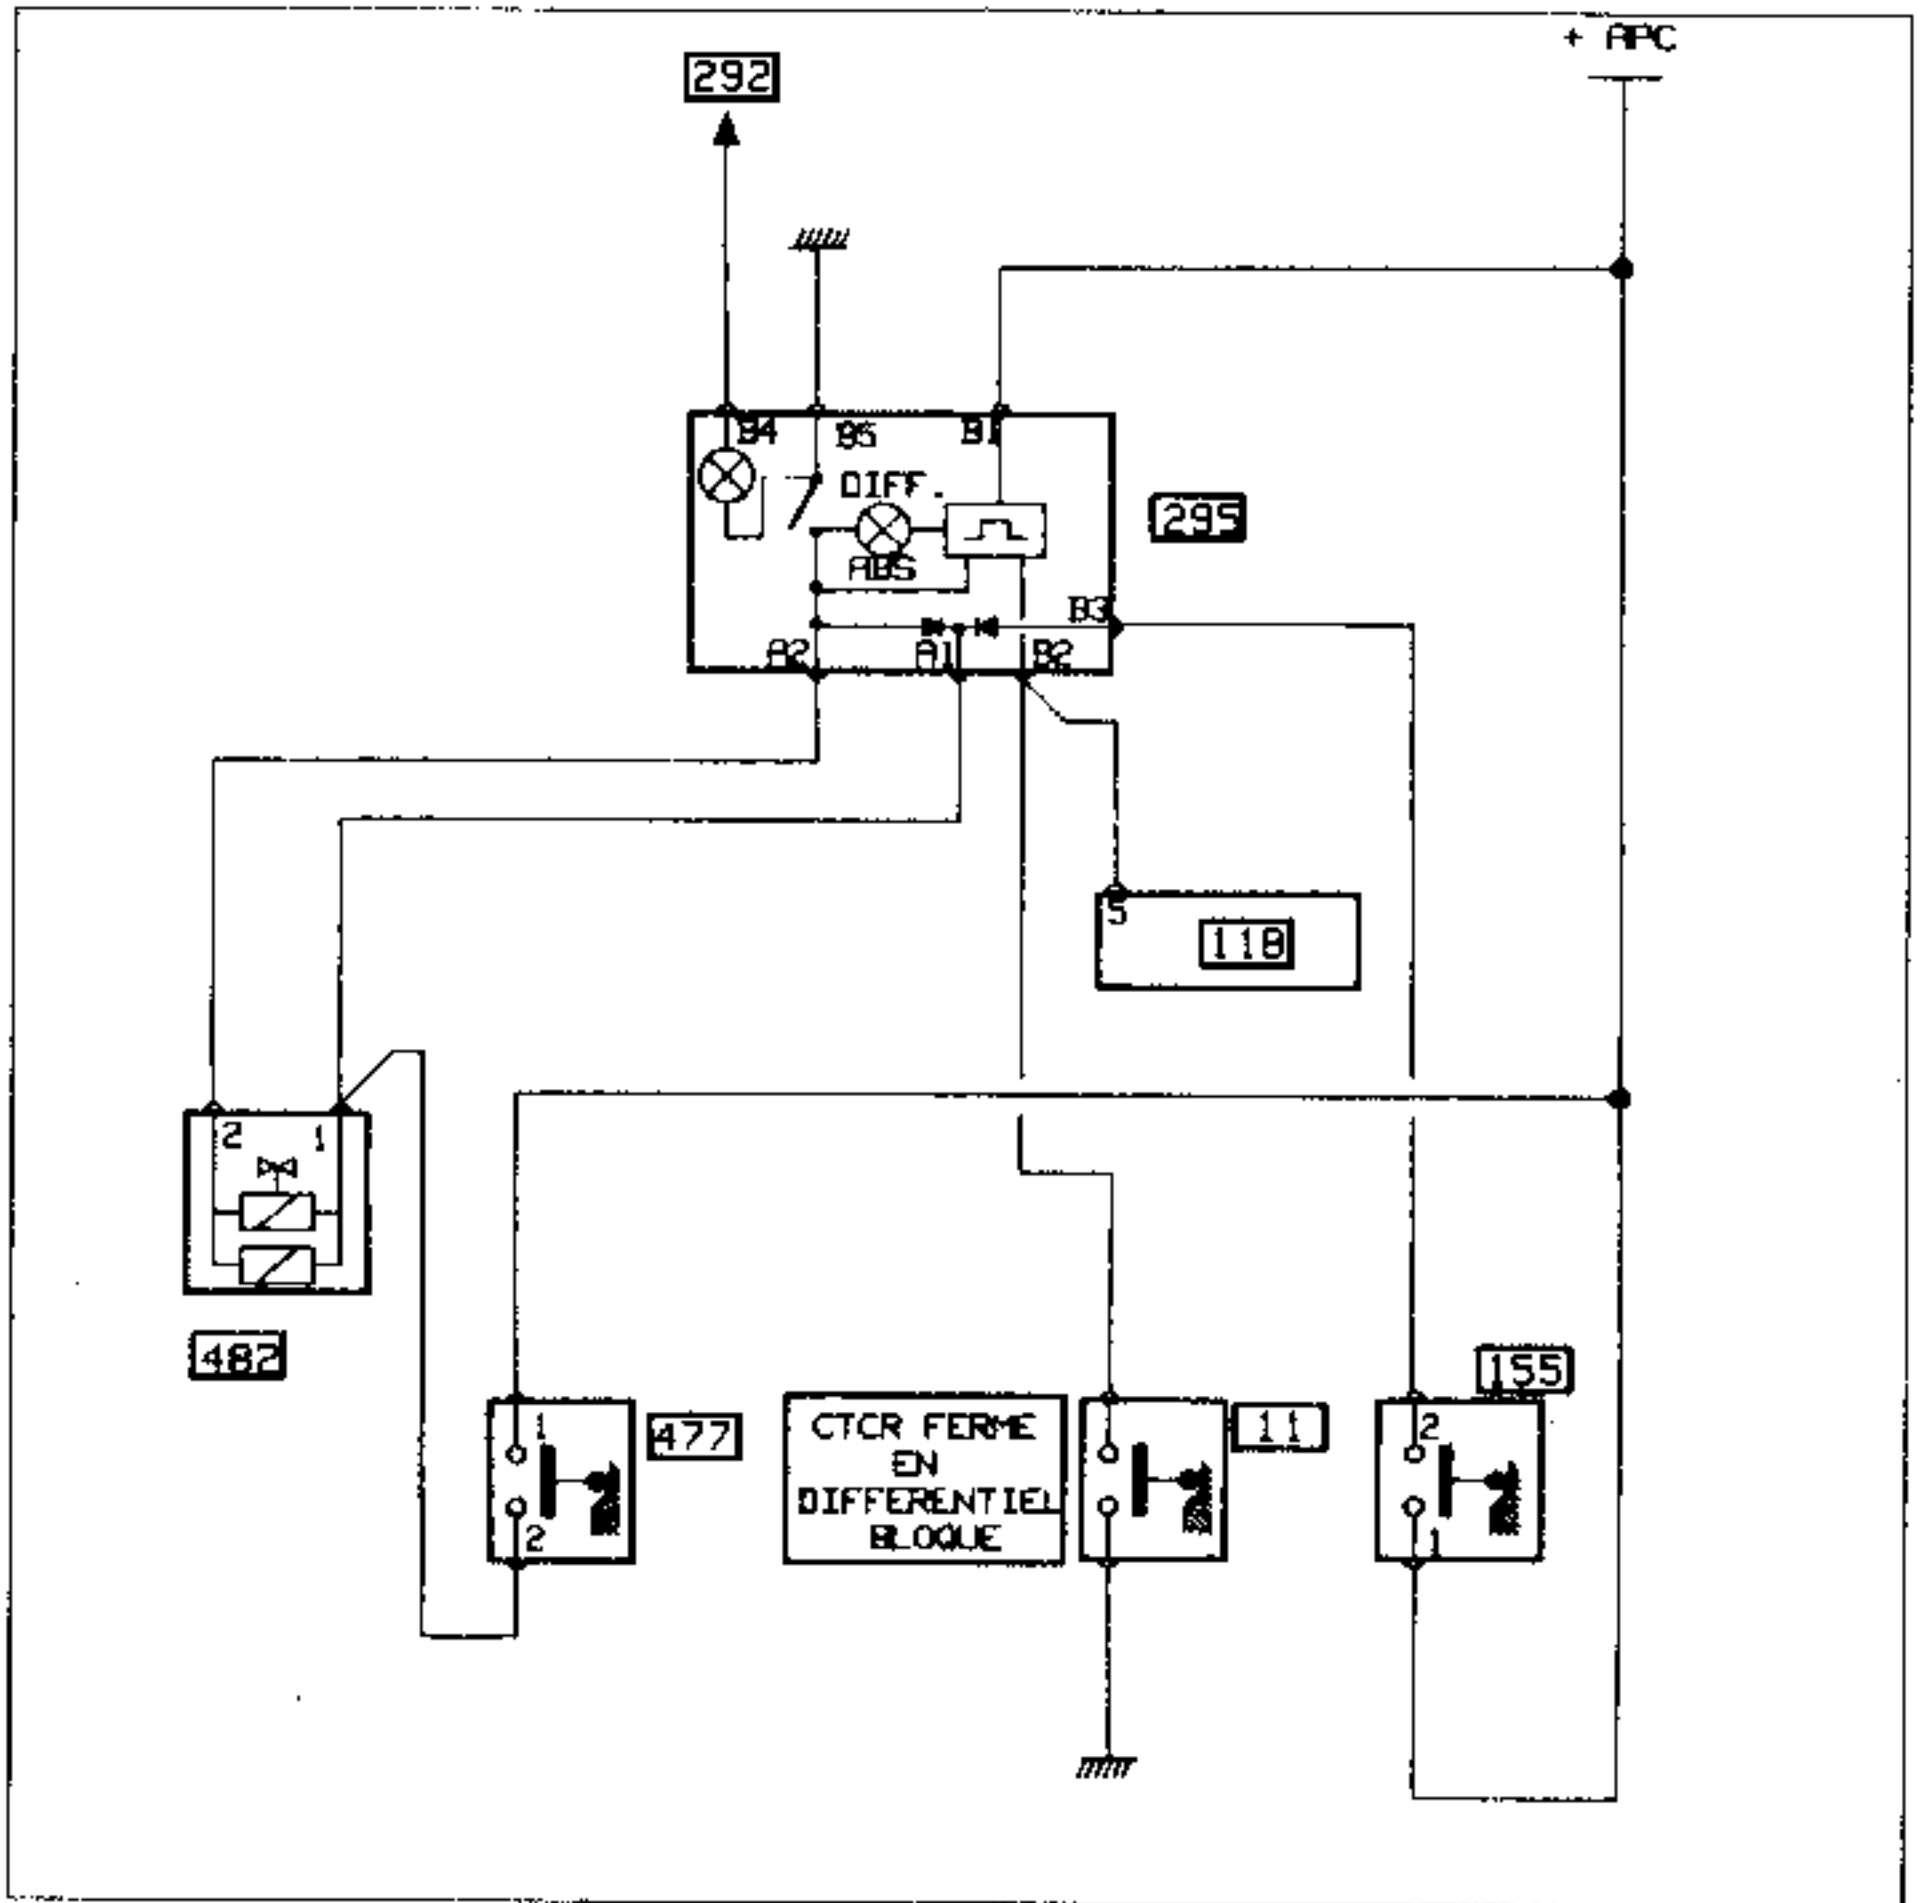 + APC
292
B4
B5
B1
DIFF.
295
ABS
B3
A2
A1
B2
5
118
2
1
482
155
1
477
CTCR FERME
EN
DIFFERENTIEL
BLOQUE
11
2
2
1